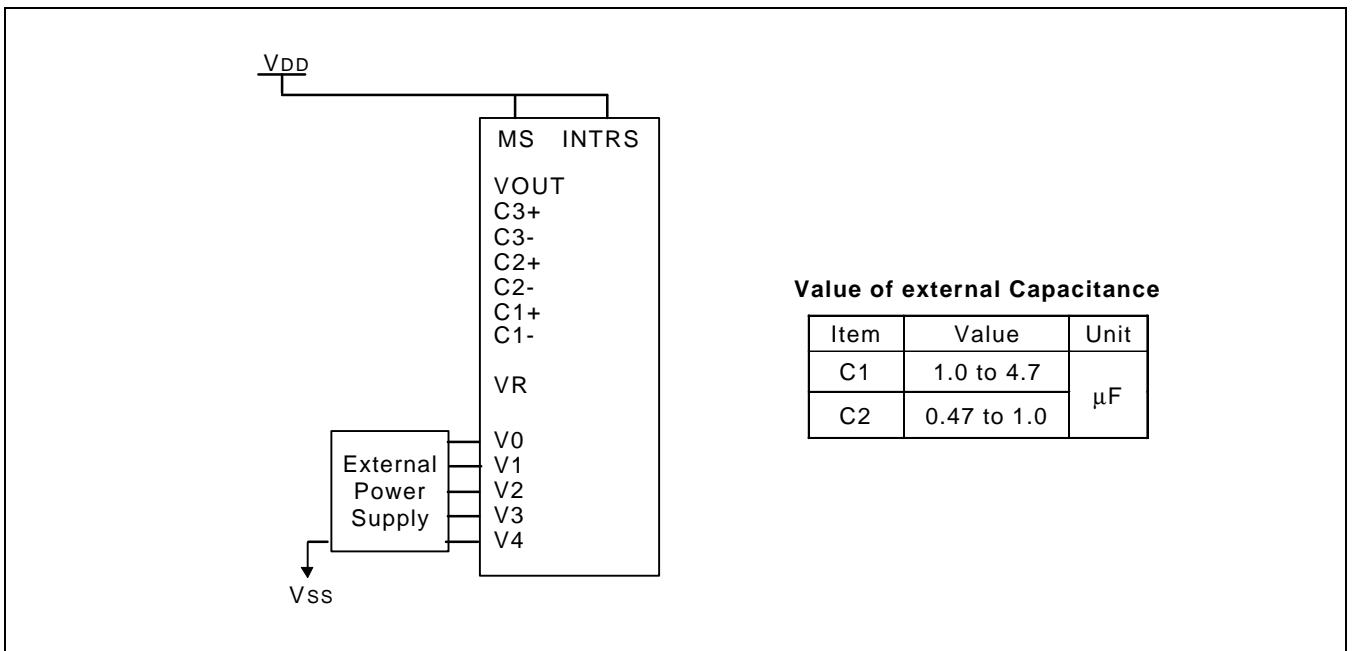 VDD
MS INTRS
VOUT
C3+
C3-
C2+
C2-
C1+
C1-
VR
V0
V1
V2
V3
V4
External
Power
Supply
VSS
Value of external Capacitance
Item Value Unit
C1 1.0 to 4.7 μF
C2 0.47 to 1.0